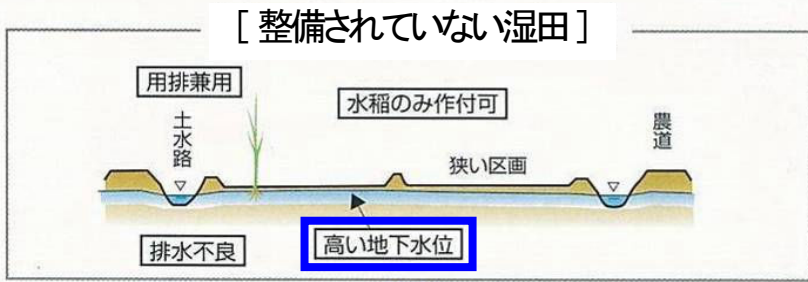 [ 整備されていない湿田 ]
用排兼用
水稲のみ作付可
土水路
農道
狭い区画
▽
▽
排水不良
高い地下水位